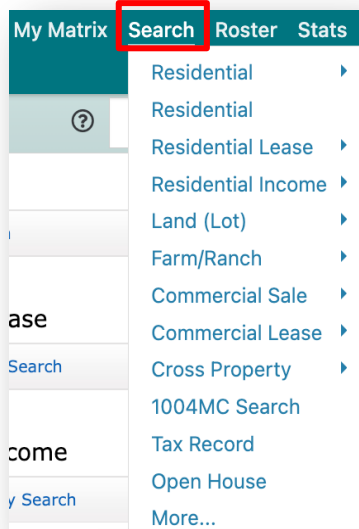 My Matrix Search Roster Stats
Residential
?
Residential
Residential Lease
Residential Income
Land (Lot)
Farm/Ranch
Commercial Sale
ase
Commercial Lease
Search
Cross Property
1004MC Search
come
Tax Record
Open House
y Search
More...